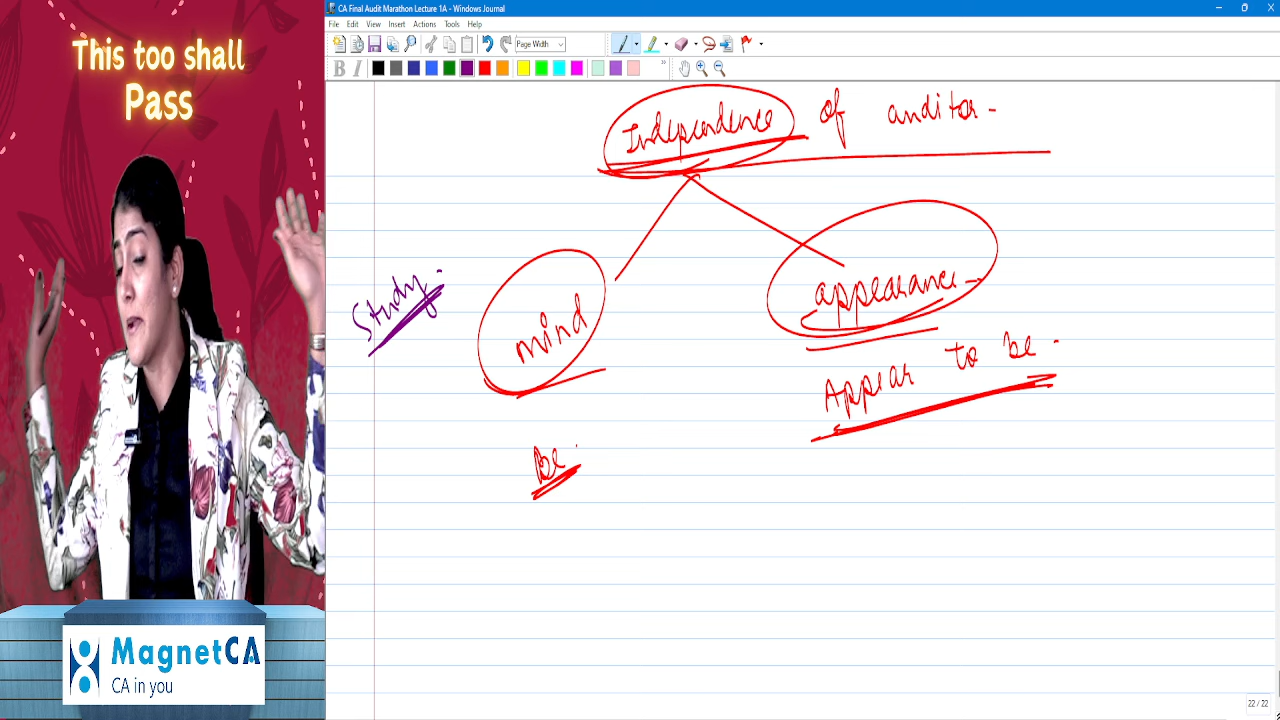 This too shall
Pass
MagnetCA
CA in you
CA Final Audit Marathon Lecture 1A - Windows Journal
File Edit View Insert Actions Tools Help
Page Width
B I
Independence of auditor -
Study.
mind
appearance
Be.
Appear to be.
22 / 22